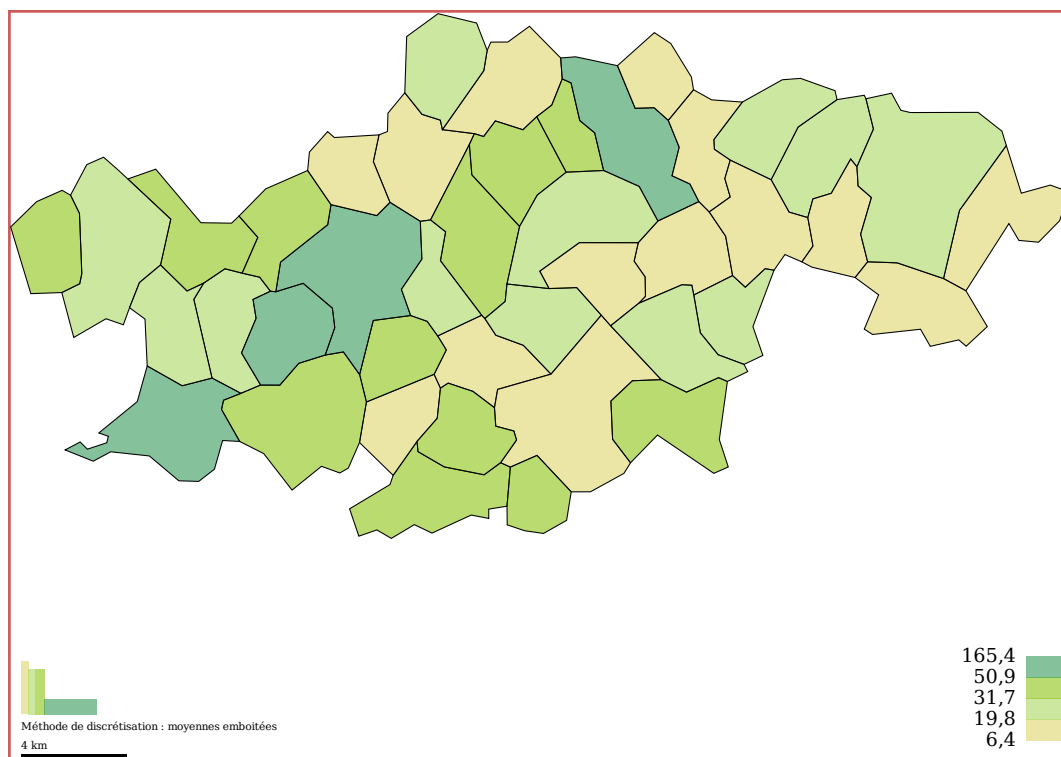 165,4
50,9
31,7
19,8
6,4
Méthode de discrétisation : moyennes emboitées
4 km